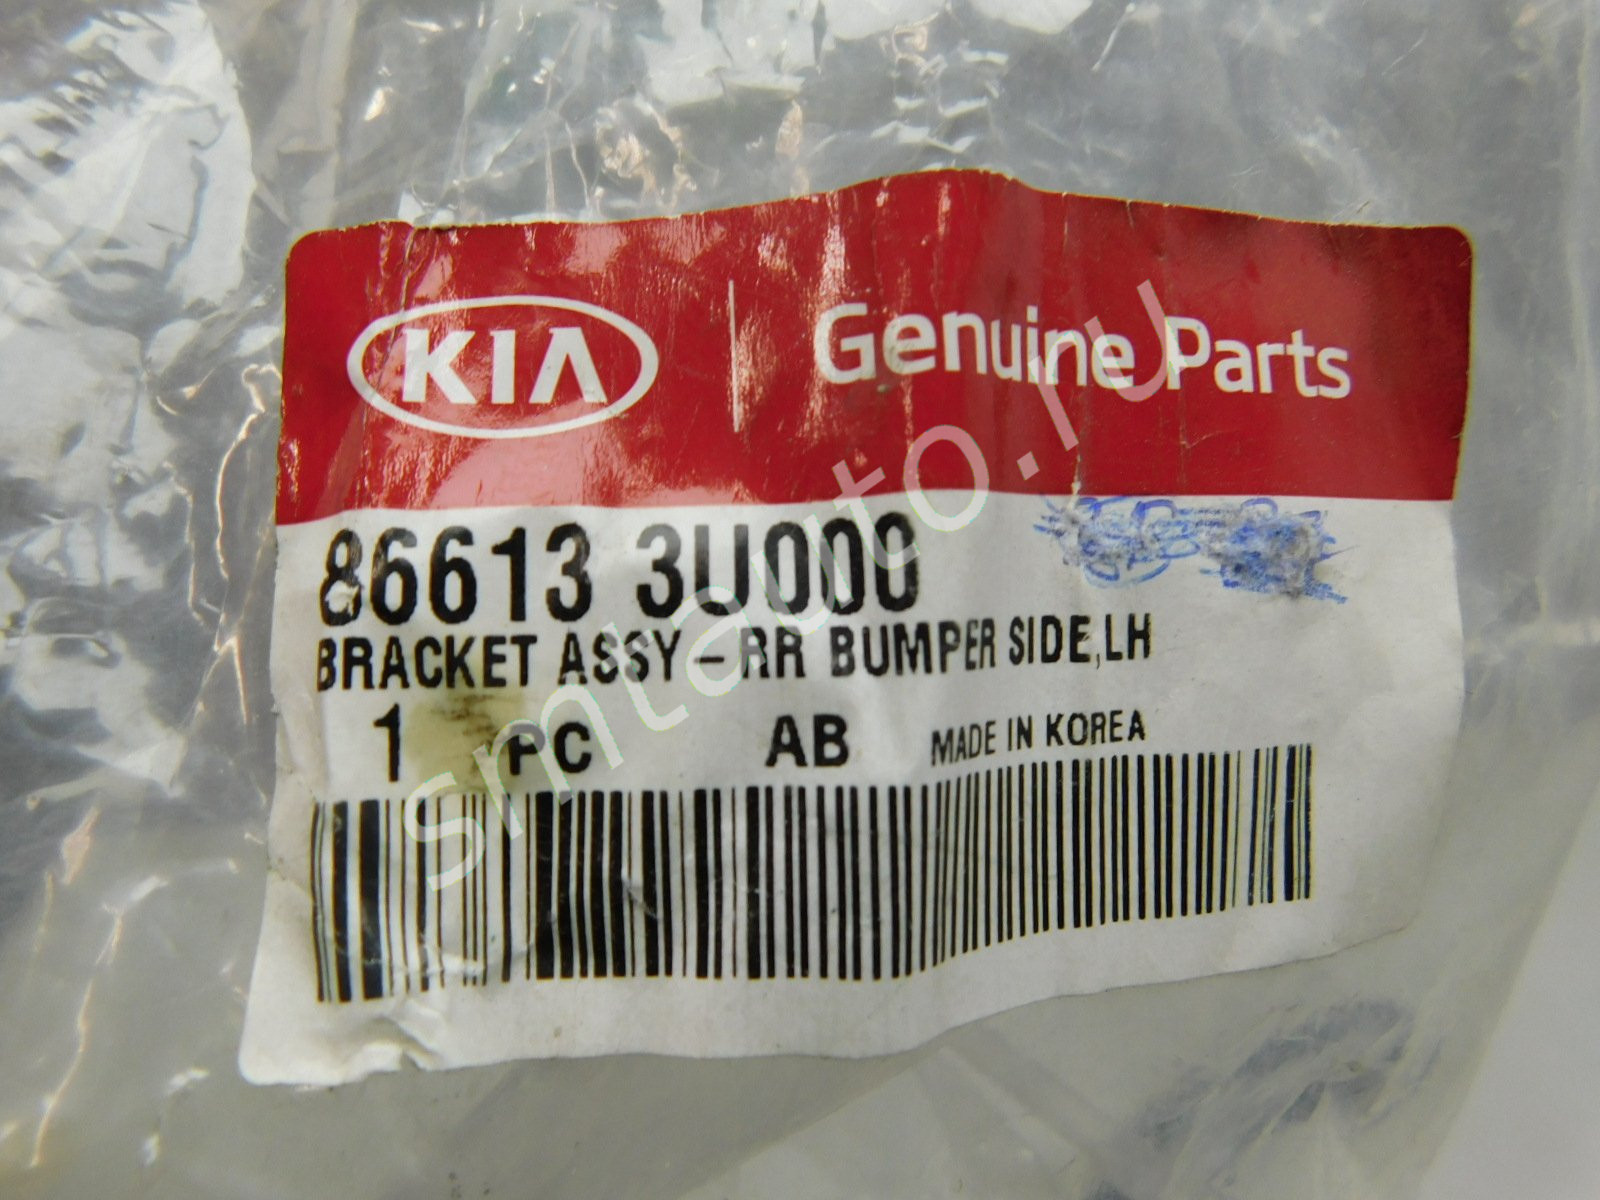 KIA Genuine Parts
86613 3U000
BRACKET ASSY-RR BUMPER SIDE,LH
1 PC AB MADE IN KOREA
smtauto.ru